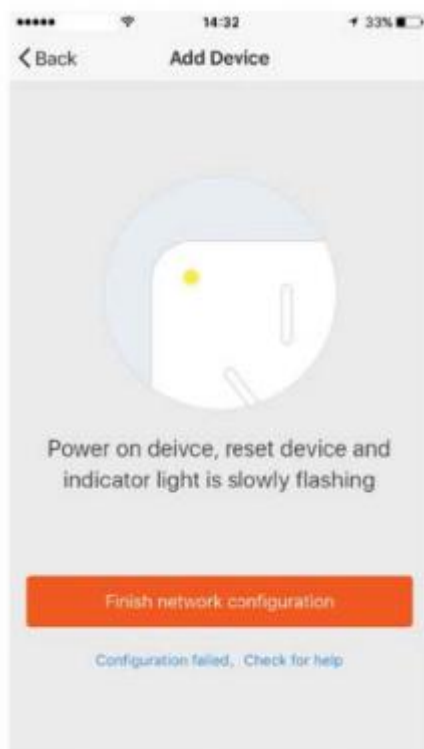 14:32
33%
Back
Add Device
Power on deivce, reset device and
indicator light is slowly flashing
Finish network configuration
Configuration failed, Check for help